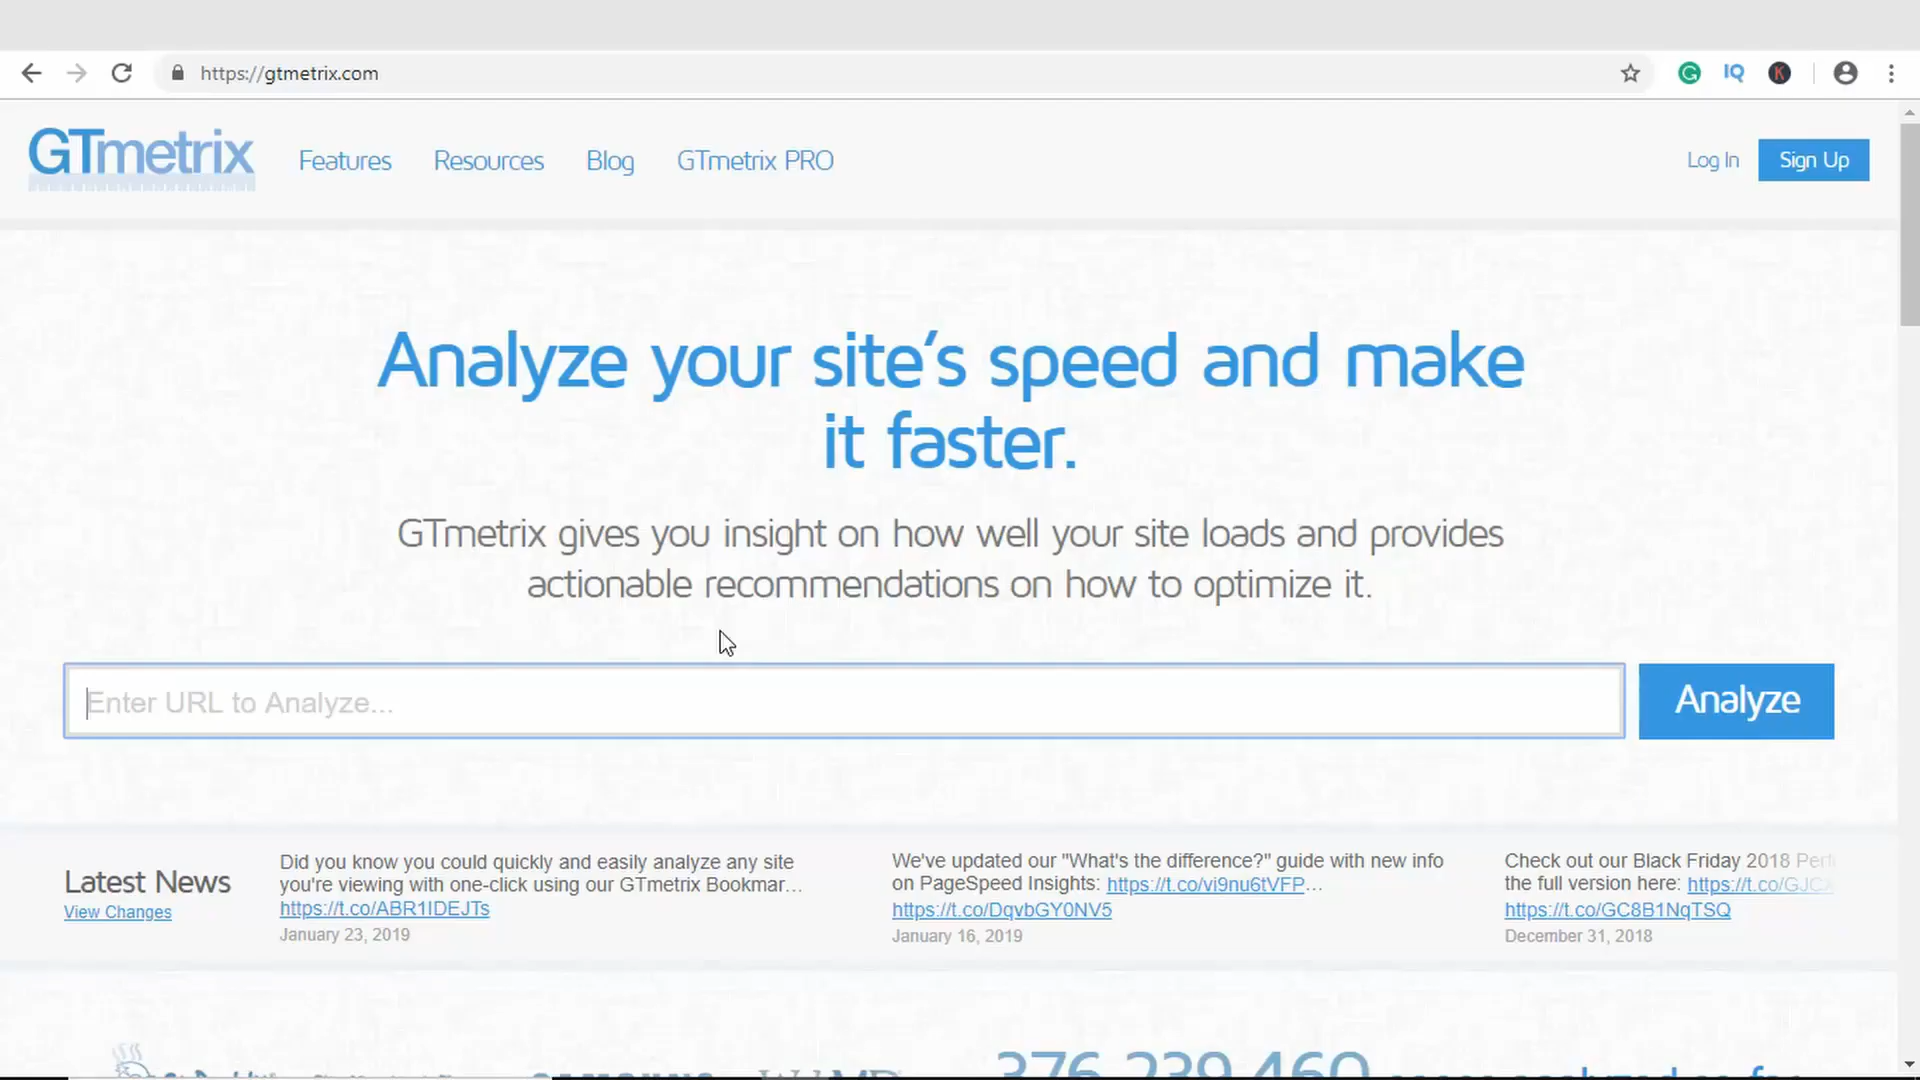 https://gtmetrix.com
IQ
K
GTmetrix
Features
Resources
Blog
GTmetrix PRO
Log In
Sign Up
Analyze your site's speed and make
it faster.
GTmetrix gives you insight on how well your site loads and provides
actionable recommendations on how to optimize it.
Enter URL to Analyze...
Analyze
Latest News
View Changes
Did you know you could quickly and easily analyze any site
you're viewing with one-click using our GTmetrix Bookmar...
https://t.co/ABR1IDEJTs
January 23, 2019
We've updated our "What's the difference?" guide with new info
on PageSpeed Insights: https://t.co/vi9nu6tVFP...
https://t.co/DqvbGY0NV5
January 16, 2019
Check out our Black Friday 2018
the full version here:
https://t.co/GC8B1NqTSQ
December 31, 2018
376,239,460